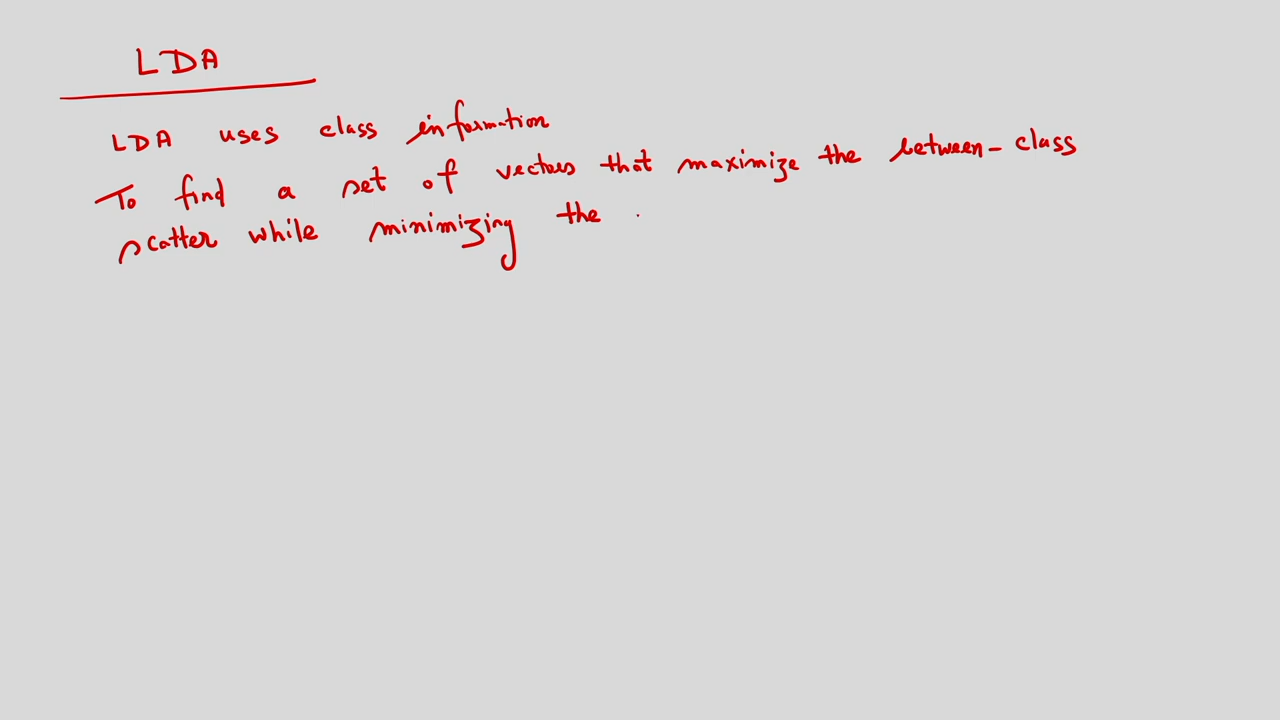 LDA
LDA uses class information
To find a set of vectors that maximize the between-class
scatter while minimizing the